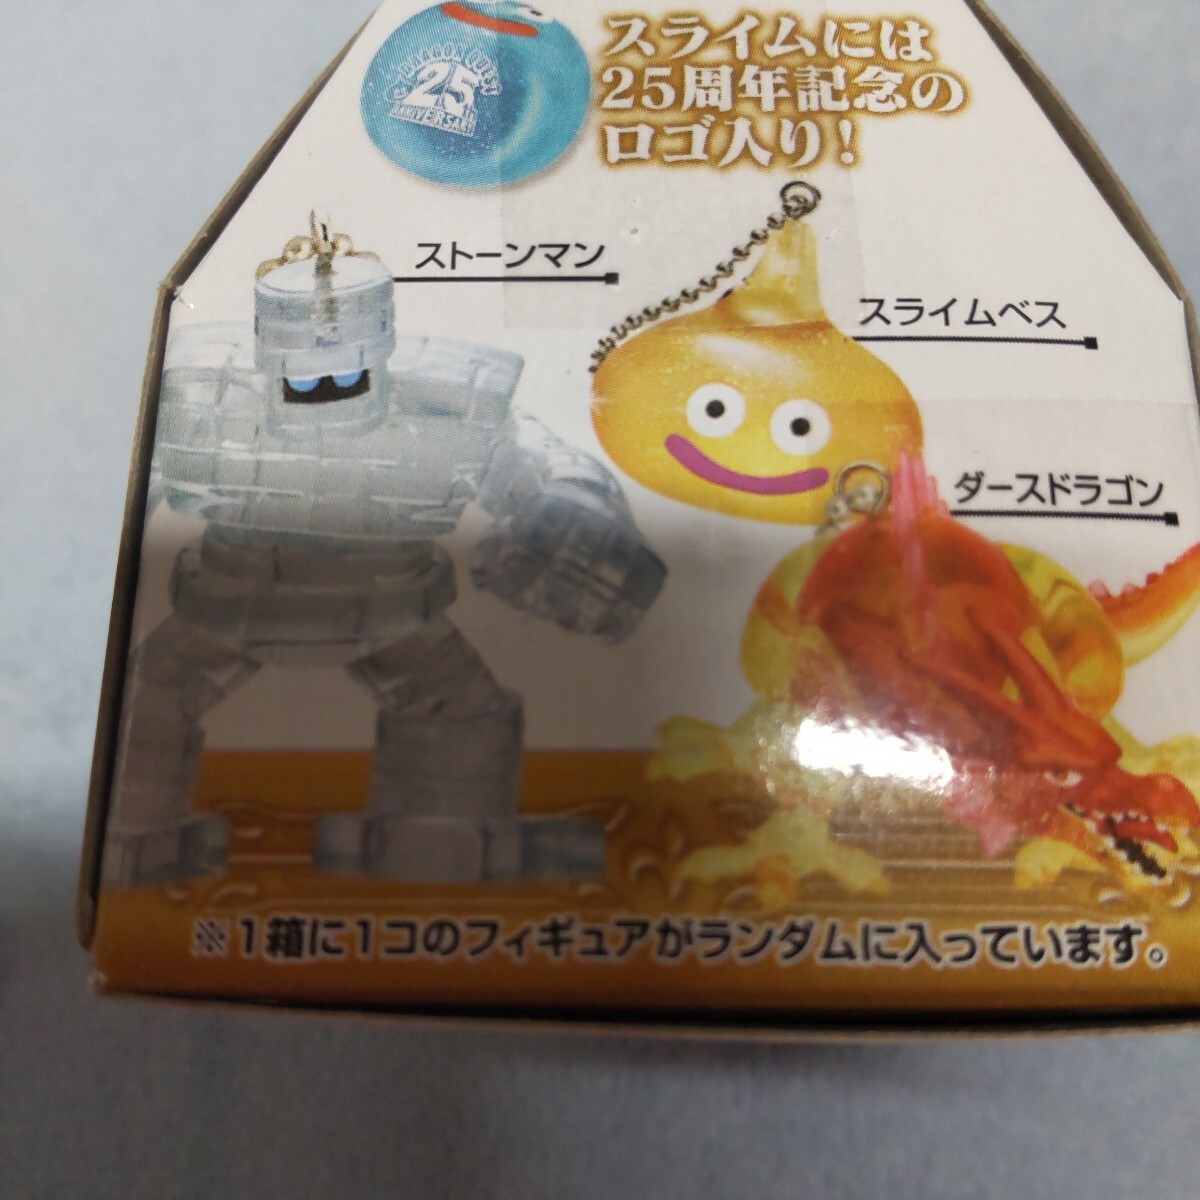 スライムには
25周年記念の
ロゴ入り!
DRAGON QUEST
25
ANNIVERSARY
ストーンマン
スライムベス
ダースドラゴン
※1箱に1コのフィギュアがランダムに入っています。